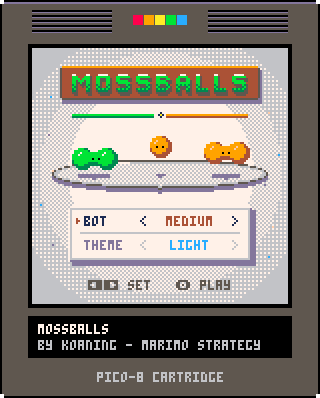 MOSSBALLS
BOT < MEDIUM >
THEME < LIGHT >
SET PLAY
MOSSBALLS
BY KOANING - MARIMO STRATEGY
PICO-8 CARTRIDGE